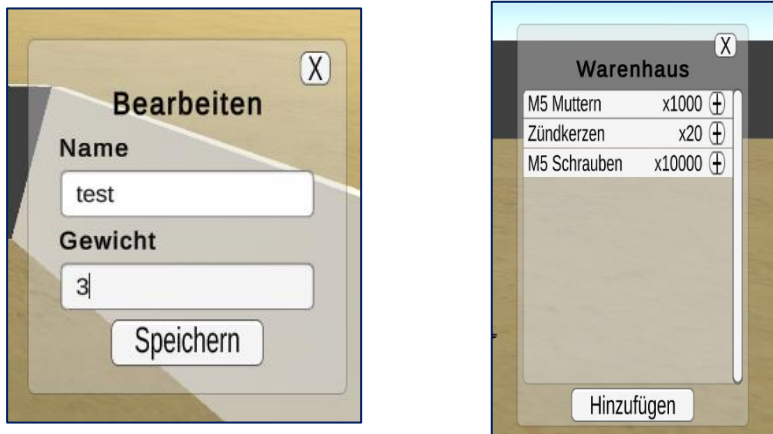 X
Bearbeiten
Name
test
Gewicht
3
Speichern
X
Warenhaus
M5 Muttern x1000 +
Zündkerzen x20 +
M5 Schrauben x10000 +
Hinzufügen